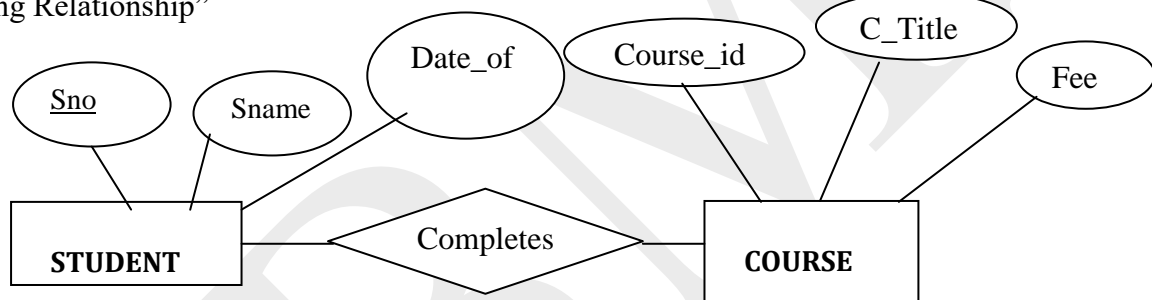 ng Relationship”
Date_of
Course_id
C_Title
Fee
Sno
Sname
Completes
STUDENT
COURSE